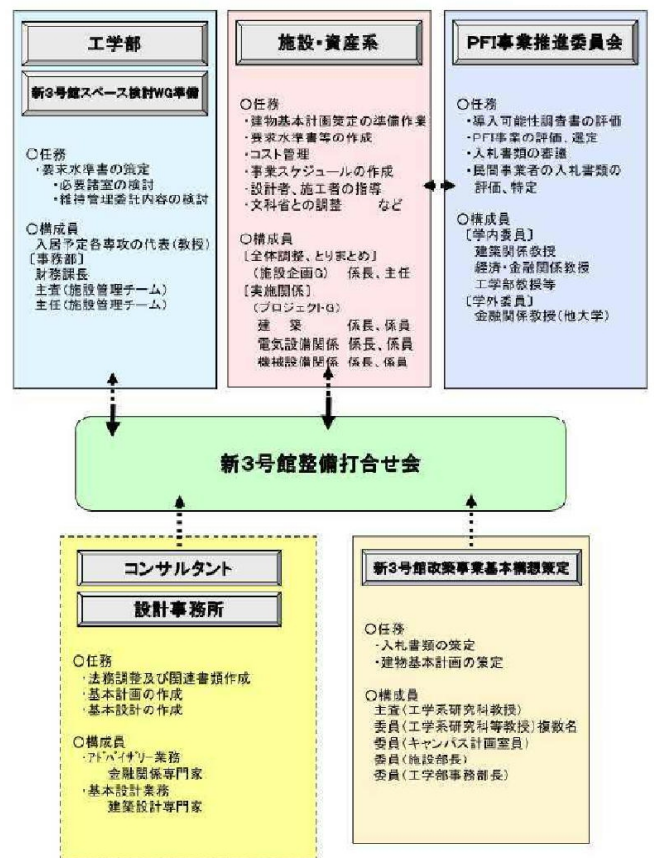 工学部
新3号館スペース検討WG準備
○任務
・要求水準書の策定
・必要諸室の検討
・維持管理委託内容の検討
○構成員
入居予定各専攻の代表(教授)
[事務部]
財務課長
主査(施設管理チーム)
主任(施設管理チーム)
施設・資産系
○任務
・建物基本計画策定の準備作業
・要求水準書等の作成
・コスト管理
・事業スケジュールの作成
・設計者、施工者の指導
・文科省との調整 など
○構成員
[全体調整、とりまとめ]
(施設企画G) 係長、主任
[実施関係]
(プロジェクトG)
建 築 係長、係員
電気設備関係 係長、係員
機械設備関係 係長、係員
PFI事業推進委員会
○任務
・導入可能性調査書の評価
・PFI事業の評価、選定
・入札書類の審議
・民間事業者の入札書類の
評価、特定
○構成員
[学内委員]
建築関係教授
経済・金融関係教授
工学部教授等
[学外委員]
金融関係教授(他大学)
新3号館整備打合せ会
コンサルタント
設計事務所
○任務
・法務調整及び関連書類作成
・基本計画の作成
・基本設計の作成
○構成員
・アドバイザリー業務
金融関係専門家
・基本設計業務
建築設計専門家
新3号館改築事業基本構想策定
○任務
・入札書類の策定
・建物基本計画の策定
○構成員
主査(工学系研究科教授)
委員(工学系研究科等教授)複数名
委員(キャンパス計画室員)
委員(施設部長)
委員(工学部事務部長)